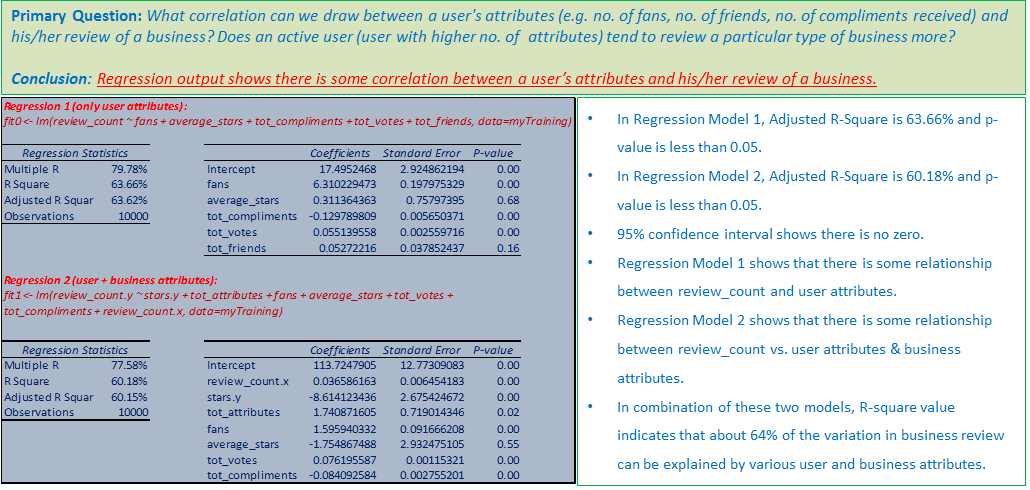 Primary Question: What correlation can we draw between a user's attributes (e.g. no. of fans, no. of friends, no. of compliments received) and
his/her review of a business? Does an active user (user with higher no. of attributes) tend to review a particular type of business more?
Conclusion: Regression output shows there is some correlation between a user's attributes and his/her review of a business.
Regression 1 (only user attributes):
fit0 <- lm(review_count ~ fans + average_stars + tot_compliments + tot_votes + tot_friends, data=myTraining)
Regression Statistics
Multiple R 79.78%
R Square 63.66%
Adjusted R Squar 63.62%
Observations 10000
Coefficients Standard Error P-value
Intercept 17.4952468 2.924862194 0.00
fans 6.310229473 0.197975329 0.00
average_stars 0.311364363 0.75797395 0.68
tot_compliments -0.129789809 0.005650371 0.00
tot_votes 0.055139558 0.002559716 0.00
tot_friends 0.05272216 0.037852437 0.16
Regression 2 (user + business attributes):
fit1 <- lm(review_count.y ~ stars.y + tot_attributes + fans + average_stars + tot_votes +
tot_compliments + review_count.x, data=myTraining)
Regression Statistics
Multiple R 77.58%
R Square 60.18%
Adjusted R Squar 60.15%
Observations 10000
Coefficients Standard Error P-value
Intercept 113.7247905 12.77309083 0.00
review_count.x 0.036586163 0.006454183 0.00
stars.y -8.614123436 2.675424672 0.00
tot_attributes 1.740871605 0.719014346 0.02
fans 1.595940332 0.091666208 0.00
average_stars -1.754867488 2.932475105 0.55
tot_votes 0.076195587 0.00115321 0.00
tot_compliments -0.084092584 0.002755201 0.00
• In Regression Model 1, Adjusted R-Square is 63.66% and p-
value is less than 0.05.
• In Regression Model 2, Adjusted R-Square is 60.18% and p-
value is less than 0.05.
• 95% confidence interval shows there is no zero.
• Regression Model 1 shows that there is some relationship
between review_count and user attributes.
• Regression Model 2 shows that there is some relationship
between review_count vs. user attributes & business
attributes.
• In combination of these two models, R-square value
indicates that about 64% of the variation in business review
can be explained by various user and business attributes.